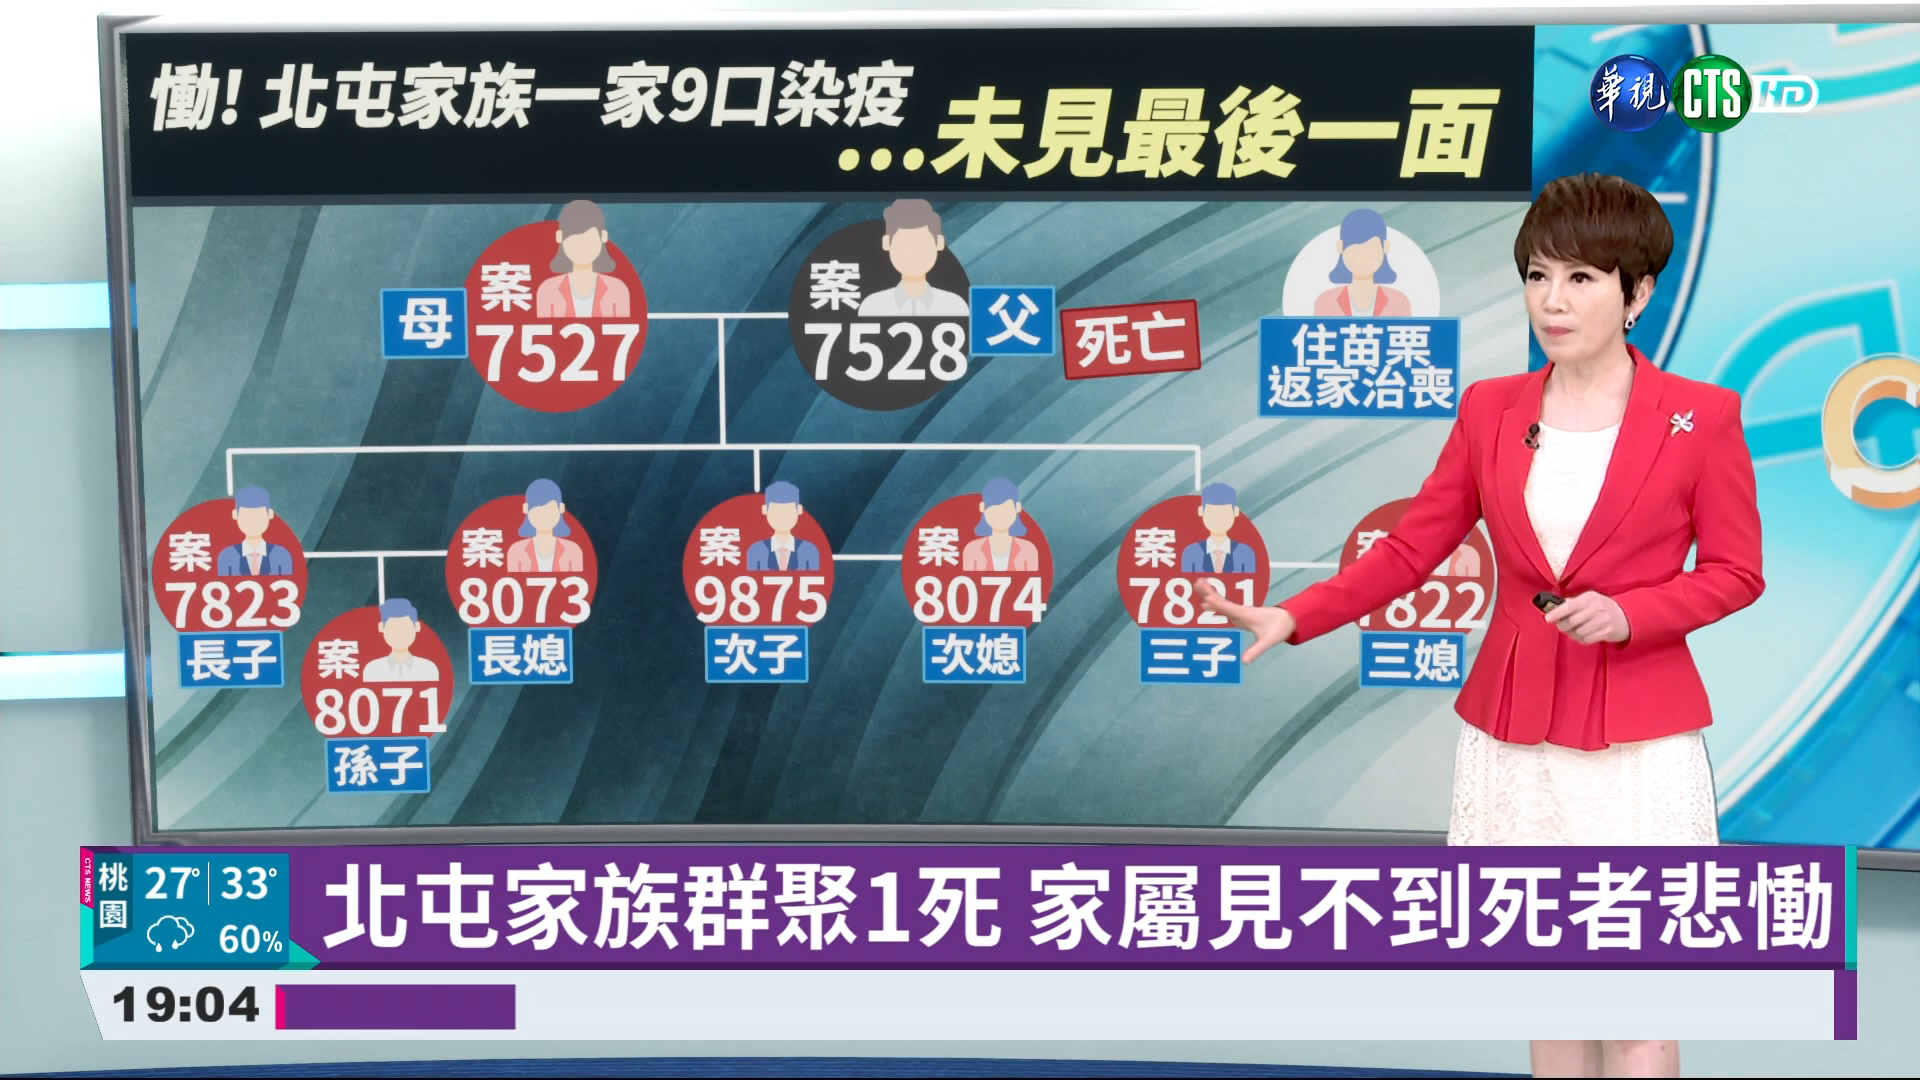 慟!北屯家族一家9口染疫
...未見最後一面
華視 CTS HD
母 案 7527
案 7528 父 死亡
住苗栗
返家治喪
案 7823 長子
案 8073 長媳
案 9875 次子
案 8074 次媳
案 7821 三子
7822 三媳
案 8071 孫子
CTS NEWS
桃園 27° 33°
60%
北屯家族群聚1死 家屬見不到死者悲慟
19:04